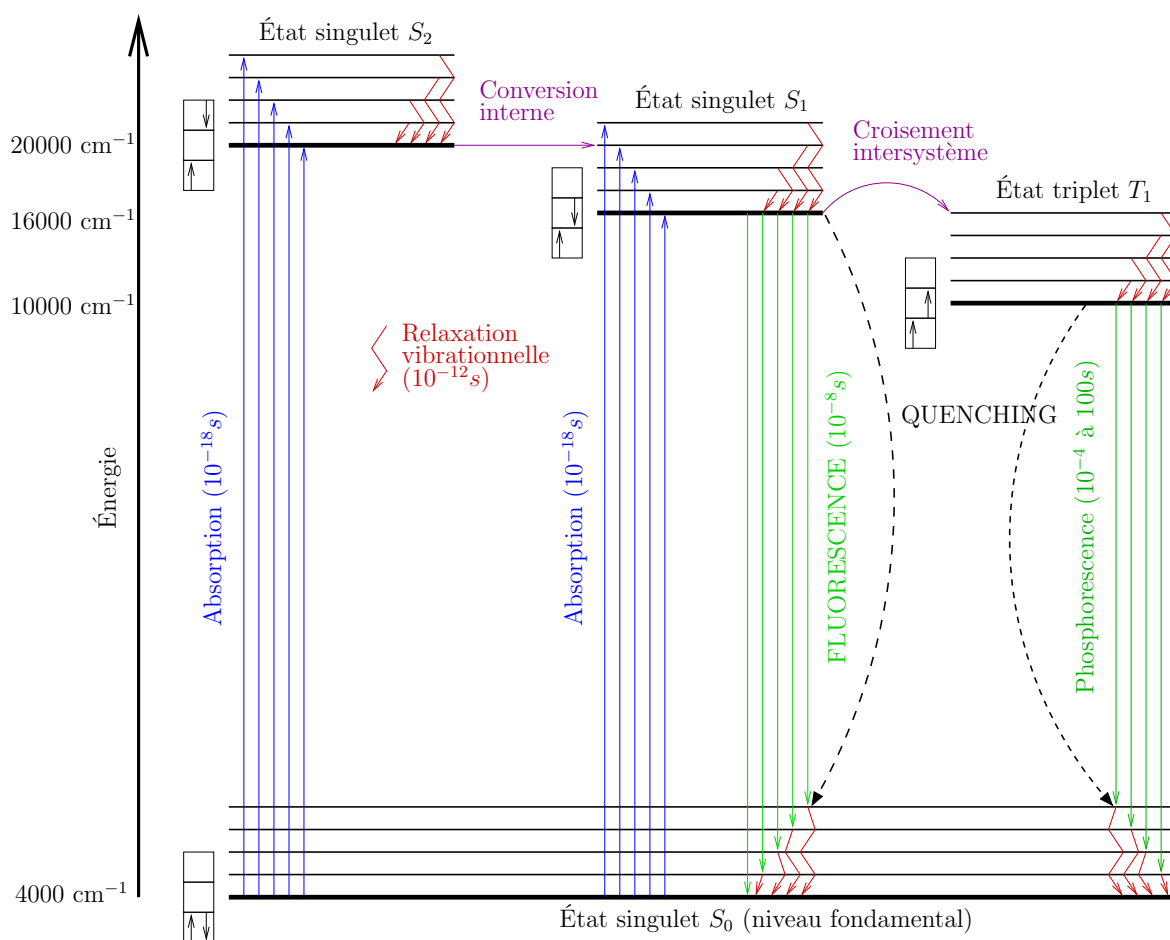 État singulet S₂
Conversion
interne
État singulet S₁
Croisement
intersystème
État triplet T₁
20000 cm⁻¹
16000 cm⁻¹
10000 cm⁻¹
4000 cm⁻¹
Énergie
Relaxation
vibrationnelle
(10⁻¹²s)
Absorption (10⁻¹⁸s)
Absorption (10⁻¹⁸s)
FLUORESCENCE (10⁻⁸s)
QUENCHING
Phosphorescence (10⁻⁴ à 100s)
État singulet S₀ (niveau fondamental)